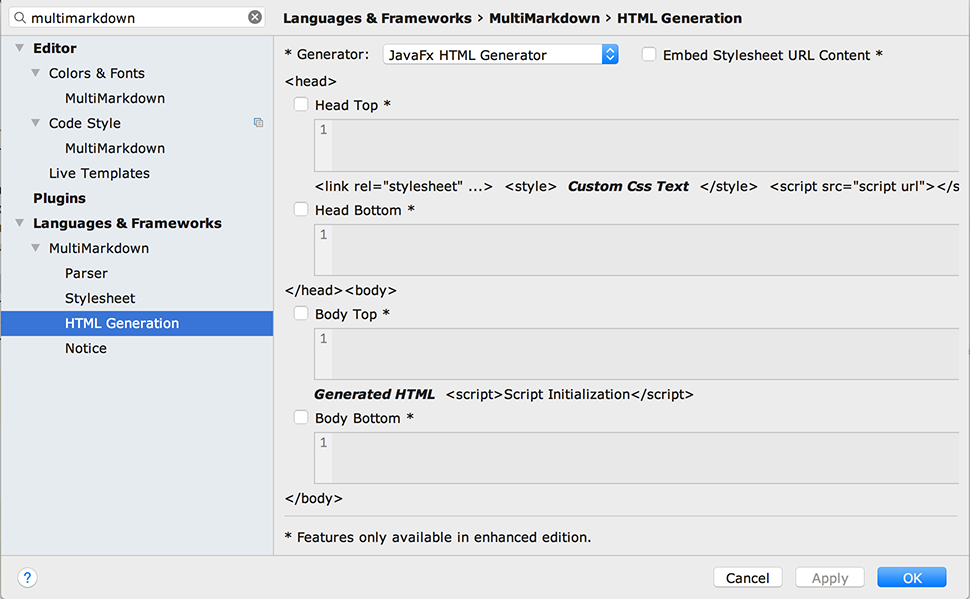 multimarkdown
Languages & Frameworks › MultiMarkdown › HTML Generation
Editor
Colors & Fonts
MultiMarkdown
Code Style
MultiMarkdown
Live Templates
Plugins
Languages & Frameworks
MultiMarkdown
Parser
Stylesheet
HTML Generation
Notice
* Generator: JavaFx HTML Generator Embed Stylesheet URL Content *
<head>
Head Top *
1
<link rel="stylesheet" ...> <style> Custom Css Text </style> <script src="script url"></s
Head Bottom *
1
</head><body>
Body Top *
1
Generated HTML <script>Script Initialization</script>
Body Bottom *
1
</body>
* Features only available in enhanced edition.
? Cancel Apply OK